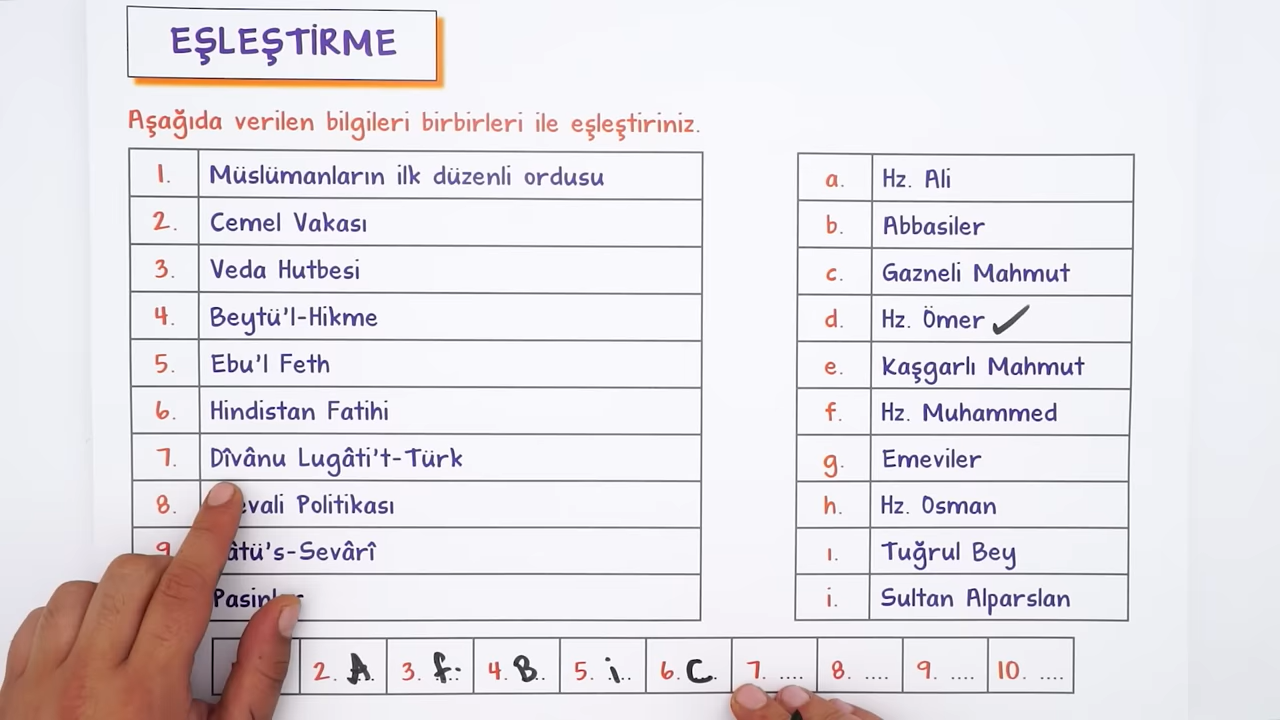 EŞLEŞTİRME
Aşağıda verilen bilgileri birbirleri ile eşleştiriniz.
1. Müslümanların ilk düzenli ordusu
2. Cemel Vakası
3. Veda Hutbesi
4. Beytü'l-Hikme
5. Ebu'l Feth
6. Hindistan Fatihi
7. Dîvânu Lugâti't-Türk
8. evali Politikası
9 âtü's-Sevârî
a. Hz. Ali
b. Abbasiler
c. Gazneli Mahmut
d. Hz. Ömer ✓
e. Kaşgarlı Mahmut
f. Hz. Muhammed
g. Emeviler
h. Hz. Osman
ı. Tuğrul Bey
i. Sultan Alparslan
2. A. 3. f.. 4. B.. 5. .i.. 6. C. 7. .... 8. .... 9. .... 10. ....